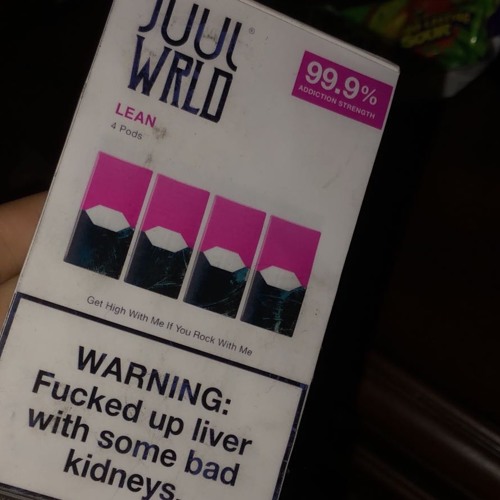 JUUL
WRLD
®
99.9%
ADDICTION STRENGTH
LEAN
4 Pods
Get High With Me If You Rock With Me
WARNING:
Fucked up liver
with some bad
kidneys.
SOUR